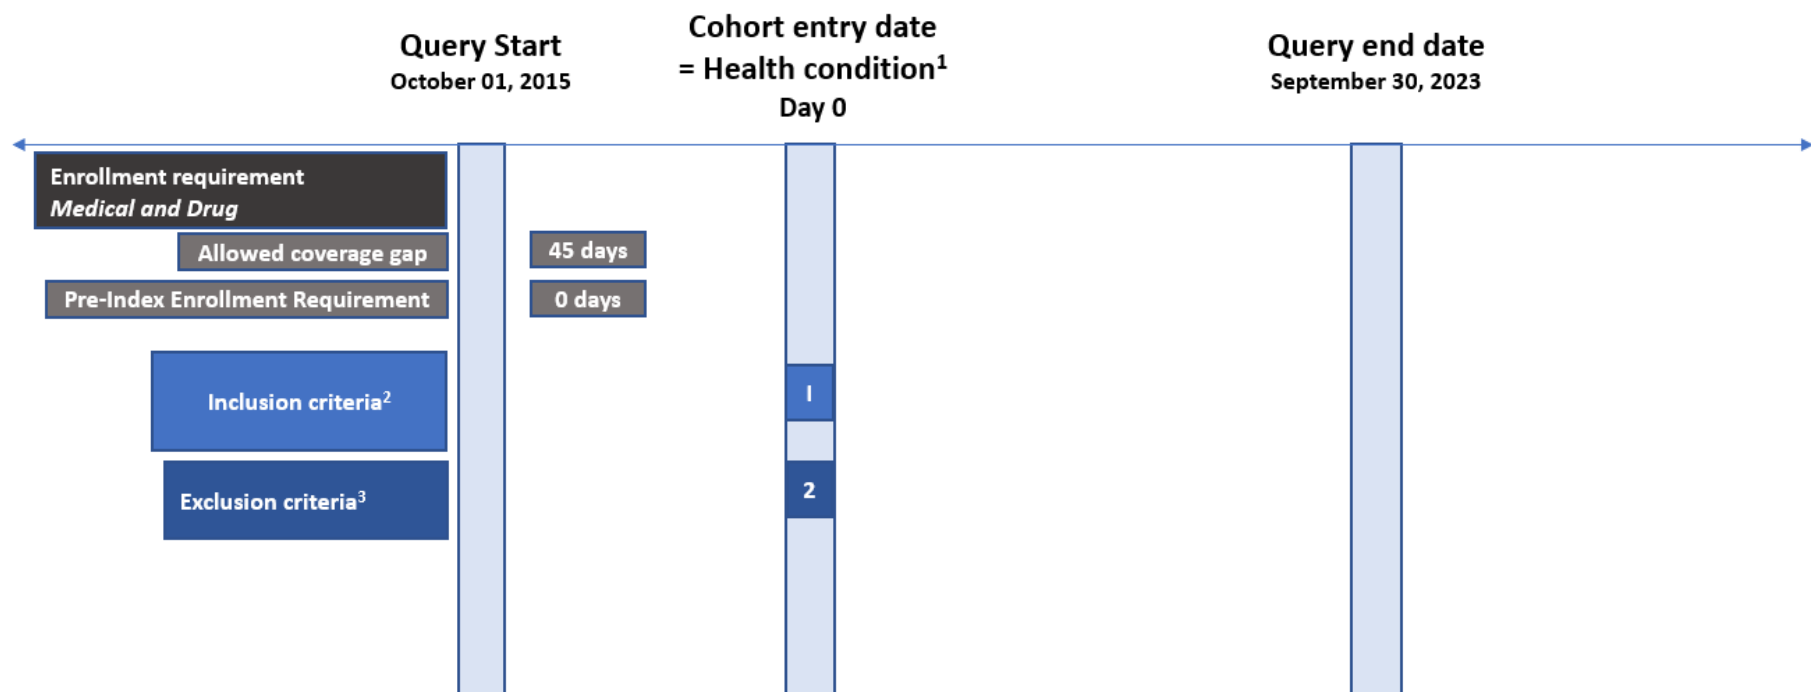 Query Start
October 01, 2015
Cohort entry date
= Health condition¹
Day 0
Query end date
September 30, 2023
Enrollment requirement
Medical and Drug
Allowed coverage gap
45 days
Pre-Index Enrollment Requirement
0 days
Inclusion criteria²
I
Exclusion criteria³
2